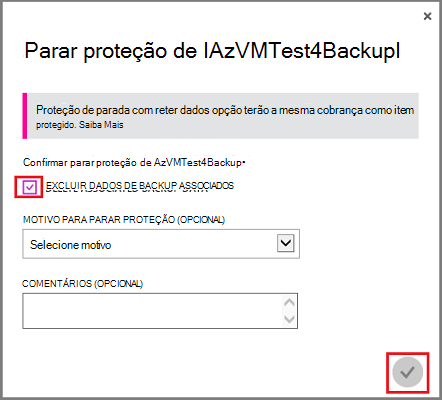 ×
Parar proteção de IAzVMTest4BackupI
Proteção de parada com reter dados opção terão a mesma cobrança como item
protegido. Saiba Mais
Confirmar parar proteção de AzVMTest4Backup•
EXCLUIR DADOS DE BACKUP ASSOCIADOS
MOTIVO PARA PARAR PROTEÇÃO (OPCIONAL)
Selecione motivo
COMENTÁRIOS (OPCIONAL)